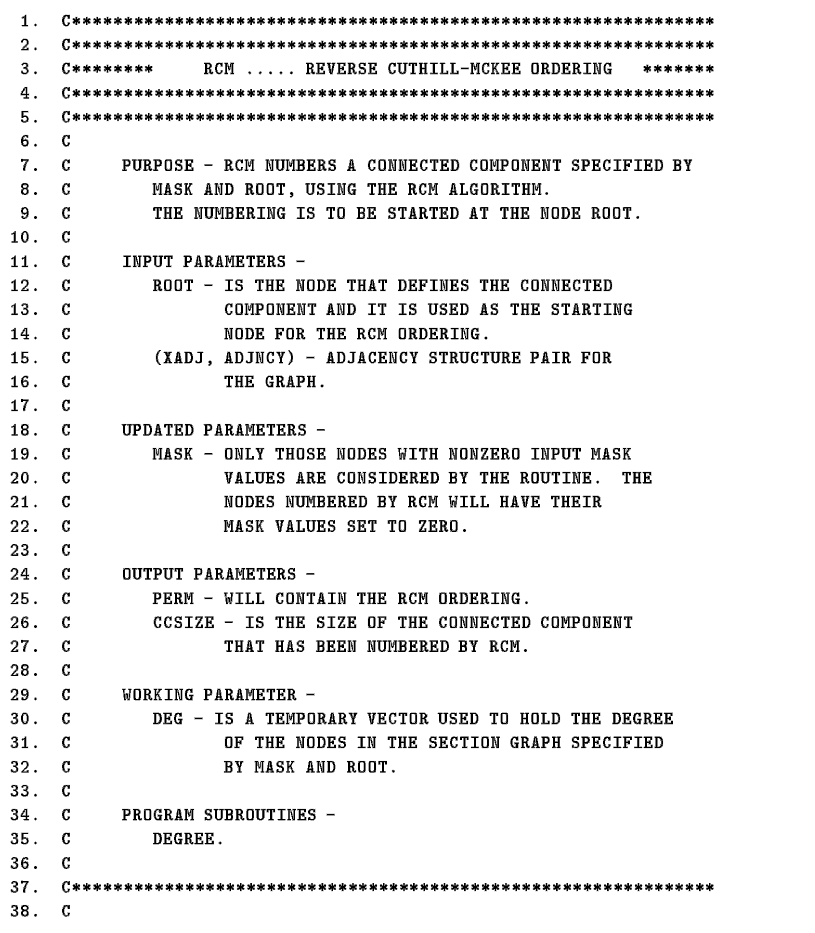 1. C**************************************************************
2. C**************************************************************
3. C******** RCM ..... REVERSE CUTHILL-MCKEE ORDERING *******
4. C**************************************************************
5. C**************************************************************
6. C
7. C PURPOSE - RCM NUMBERS A CONNECTED COMPONENT SPECIFIED BY
8. C MASK AND ROOT, USING THE RCM ALGORITHM.
9. C THE NUMBERING IS TO BE STARTED AT THE NODE ROOT.
10. C
11. C INPUT PARAMETERS -
12. C ROOT - IS THE NODE THAT DEFINES THE CONNECTED
13. C COMPONENT AND IT IS USED AS THE STARTING
14. C NODE FOR THE RCM ORDERING.
15. C (XADJ, ADJNCY) - ADJACENCY STRUCTURE PAIR FOR
16. C THE GRAPH.
17. C
18. C UPDATED PARAMETERS -
19. C MASK - ONLY THOSE NODES WITH NONZERO INPUT MASK
20. C VALUES ARE CONSIDERED BY THE ROUTINE. THE
21. C NODES NUMBERED BY RCM WILL HAVE THEIR
22. C MASK VALUES SET TO ZERO.
23. C
24. C OUTPUT PARAMETERS -
25. C PERM - WILL CONTAIN THE RCM ORDERING.
26. C CCSIZE - IS THE SIZE OF THE CONNECTED COMPONENT
27. C THAT HAS BEEN NUMBERED BY RCM.
28. C
29. C WORKING PARAMETER -
30. C DEG - IS A TEMPORARY VECTOR USED TO HOLD THE DEGREE
31. C OF THE NODES IN THE SECTION GRAPH SPECIFIED
32. C BY MASK AND ROOT.
33. C
34. C PROGRAM SUBROUTINES -
35. C DEGREE.
36. C
37. C**************************************************************
38. C